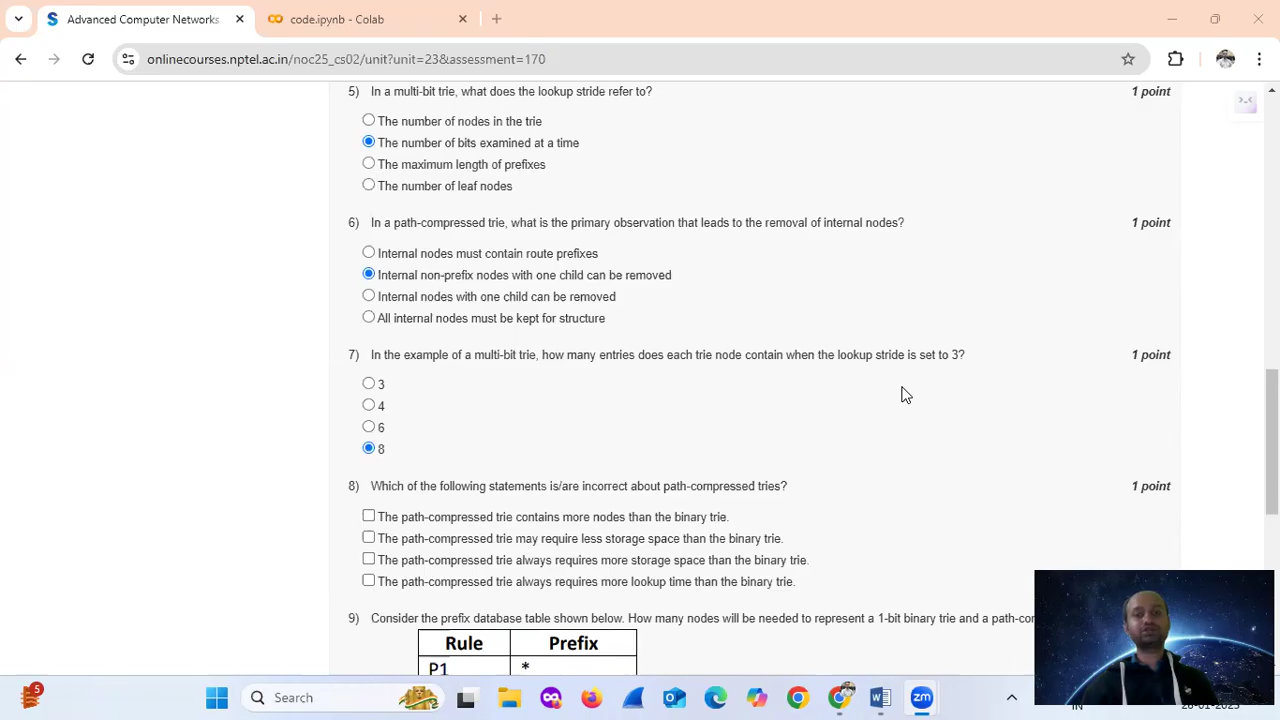 Advanced Computer Networks
code.ipynb - Colab
onlinecourses.nptel.ac.in/noc25_cs02/unit?unit=23&assessment=170
5) In a multi-bit trie, what does the lookup stride refer to? 1 point
The number of nodes in the trie
The number of bits examined at a time
The maximum length of prefixes
The number of leaf nodes
6) In a path-compressed trie, what is the primary observation that leads to the removal of internal nodes? 1 point
Internal nodes must contain route prefixes
Internal non-prefix nodes with one child can be removed
Internal nodes with one child can be removed
All internal nodes must be kept for structure
7) In the example of a multi-bit trie, how many entries does each trie node contain when the lookup stride is set to 3? 1 point
3
4
6
8
8) Which of the following statements is/are incorrect about path-compressed tries? 1 point
The path-compressed trie contains more nodes than the binary trie.
The path-compressed trie may require less storage space than the binary trie.
The path-compressed trie always requires more storage space than the binary trie.
The path-compressed trie always requires more lookup time than the binary trie.
9) Consider the prefix database table shown below. How many nodes will be needed to represent a 1-bit binary trie and a path-co
Rule Prefix
P1 *
5
Search
zm
IN